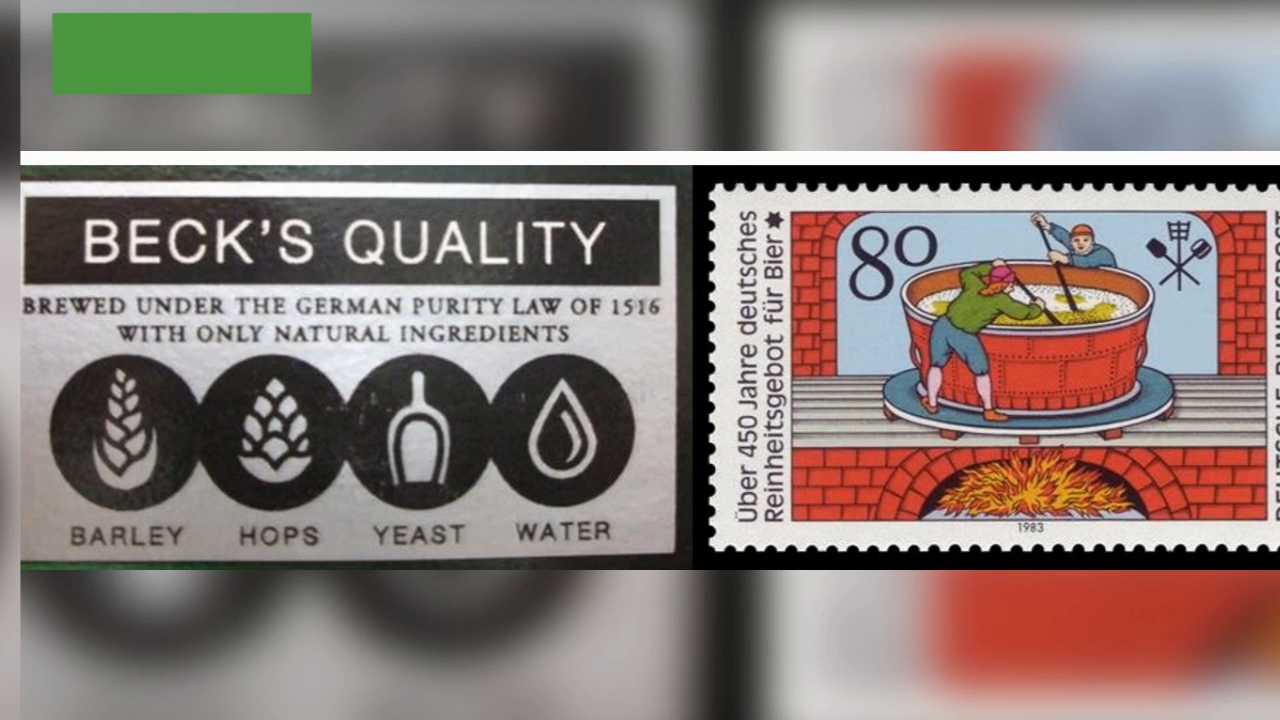 BECK'S QUALITY
BREWED UNDER THE GERMAN PURITY LAW OF 1516
WITH ONLY NATURAL INGREDIENTS
BARLEY HOPS YEAST WATER
Über 450 Jahre deutsches
Reinheitsgebot für Bier
80
1983